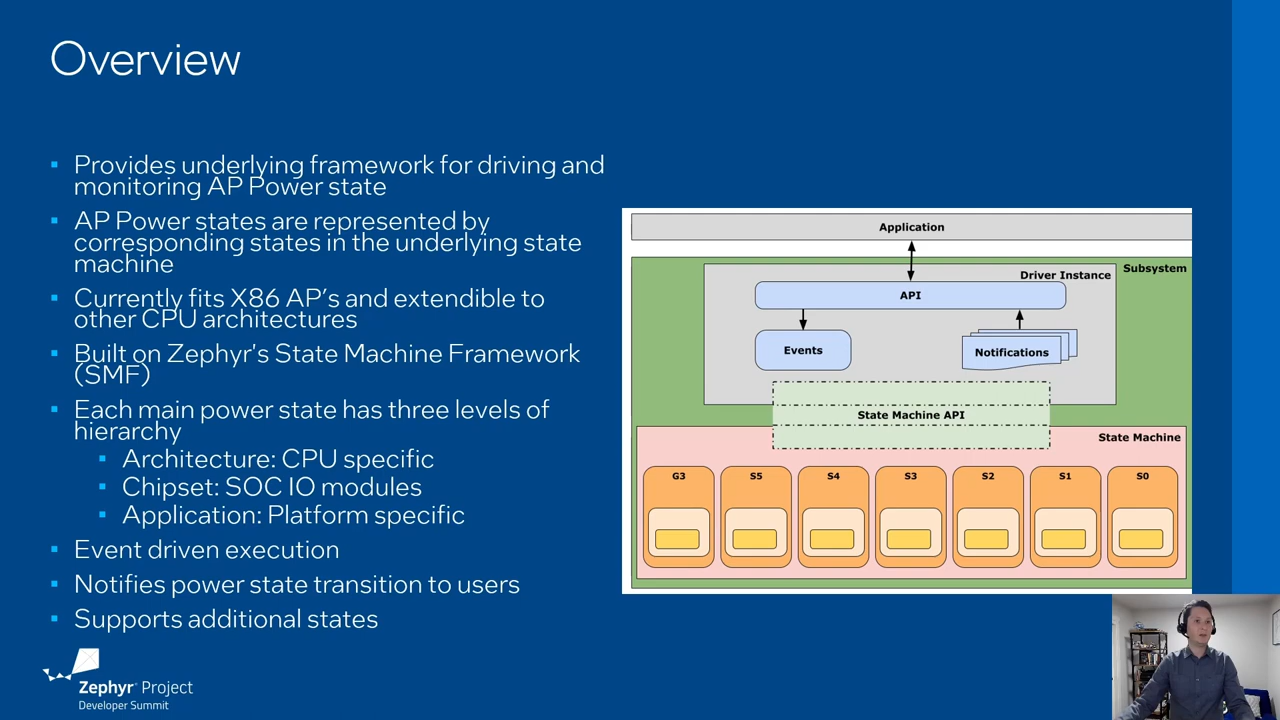 Overview
Provides underlying framework for driving and
monitoring AP Power state
AP Power states are represented by
corresponding states in the underlying state
machine
Currently fits X86 AP's and extendible to
other CPU architectures
Built on Zephyr's State Machine Framework
(SMF)
Each main power state has three levels of
hierarchy
Architecture: CPU specific
Chipset: SOC IO modules
Application: Platform specific
Event driven execution
Notifies power state transition to users
Supports additional states
Application
Subsystem
Driver Instance
API
Events
Notifications
State Machine API
State Machine
G3
S5
S4
S3
S2
S1
S0
Zephyr Project
Developer Summit